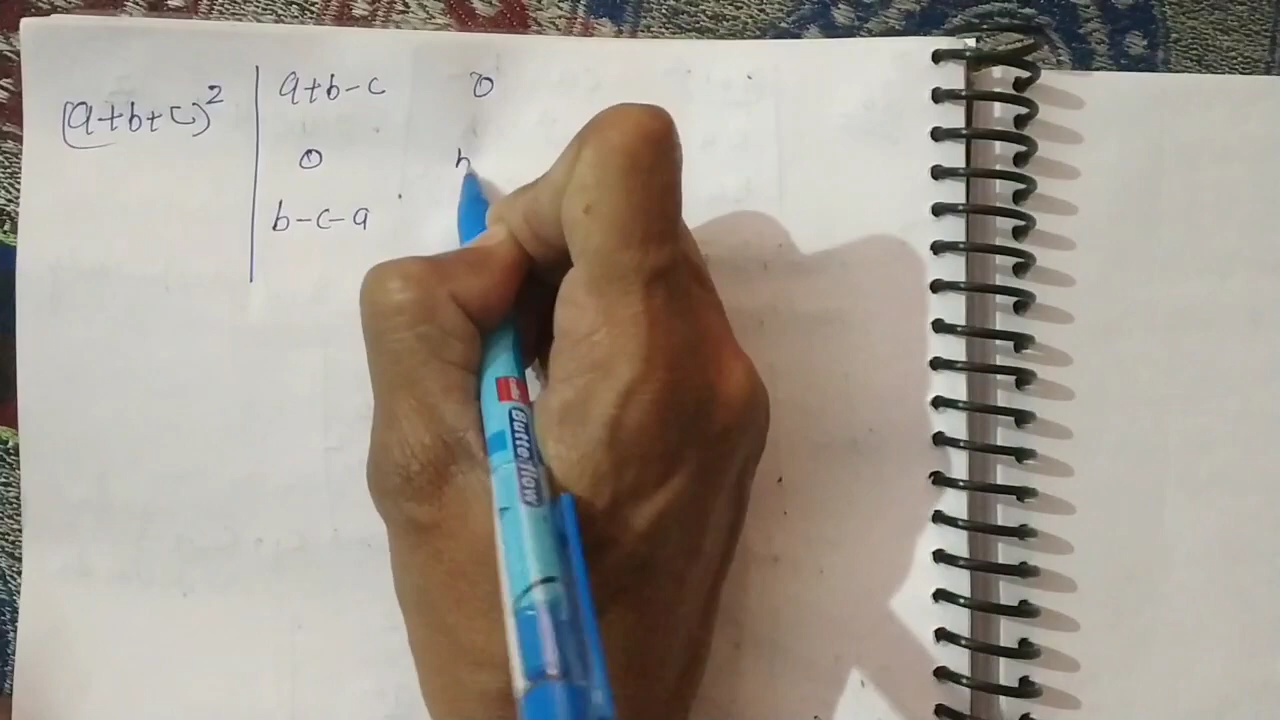 a+b-c 0
(a+b+c)²
0 b
b-c-a
Butterflow